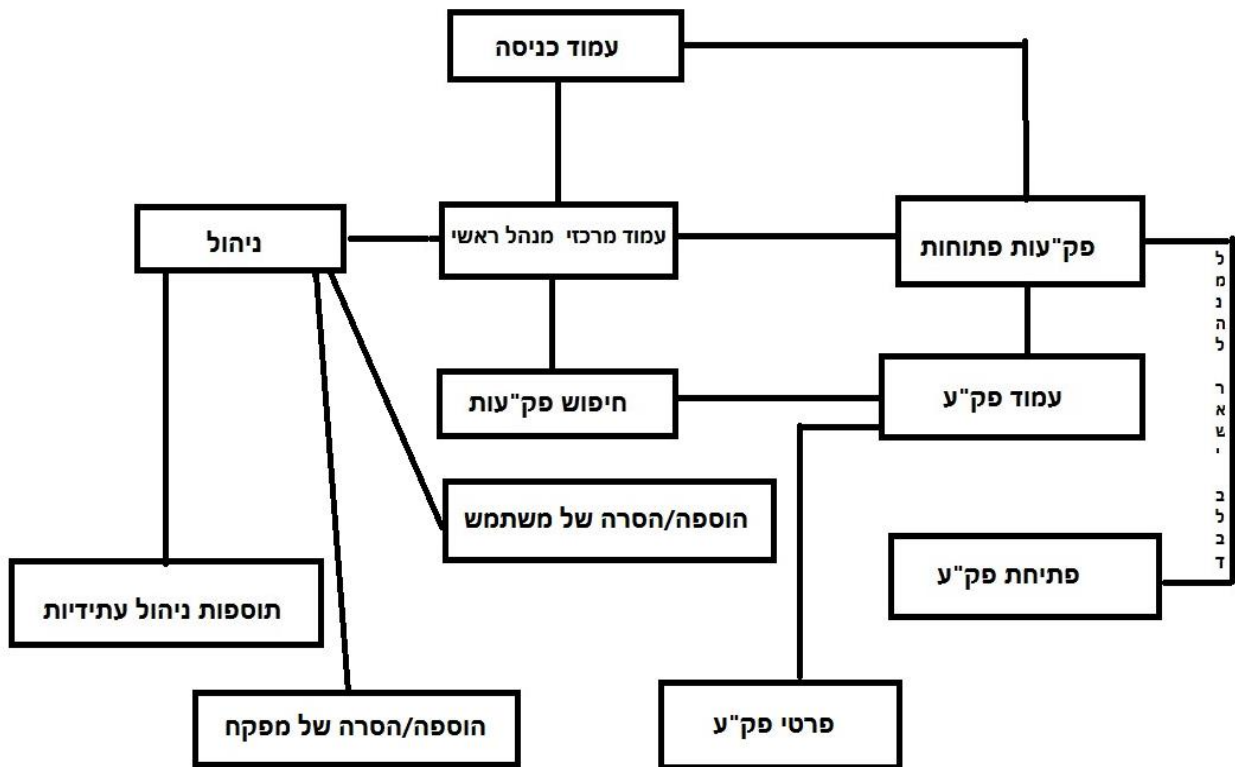 עמוד כניסה
ניהול
עמוד מרכזי מנהל ראשי
פק"עות פתוחות
למנהל ראשי בלבד
חיפוש פק"עות
עמוד פק"ע
הוספה/הסרה של משתמש
פתיחת פק"ע
תוספות ניהול עתידיות
הוספה/הסרה של מפקח
פרטי פק"ע